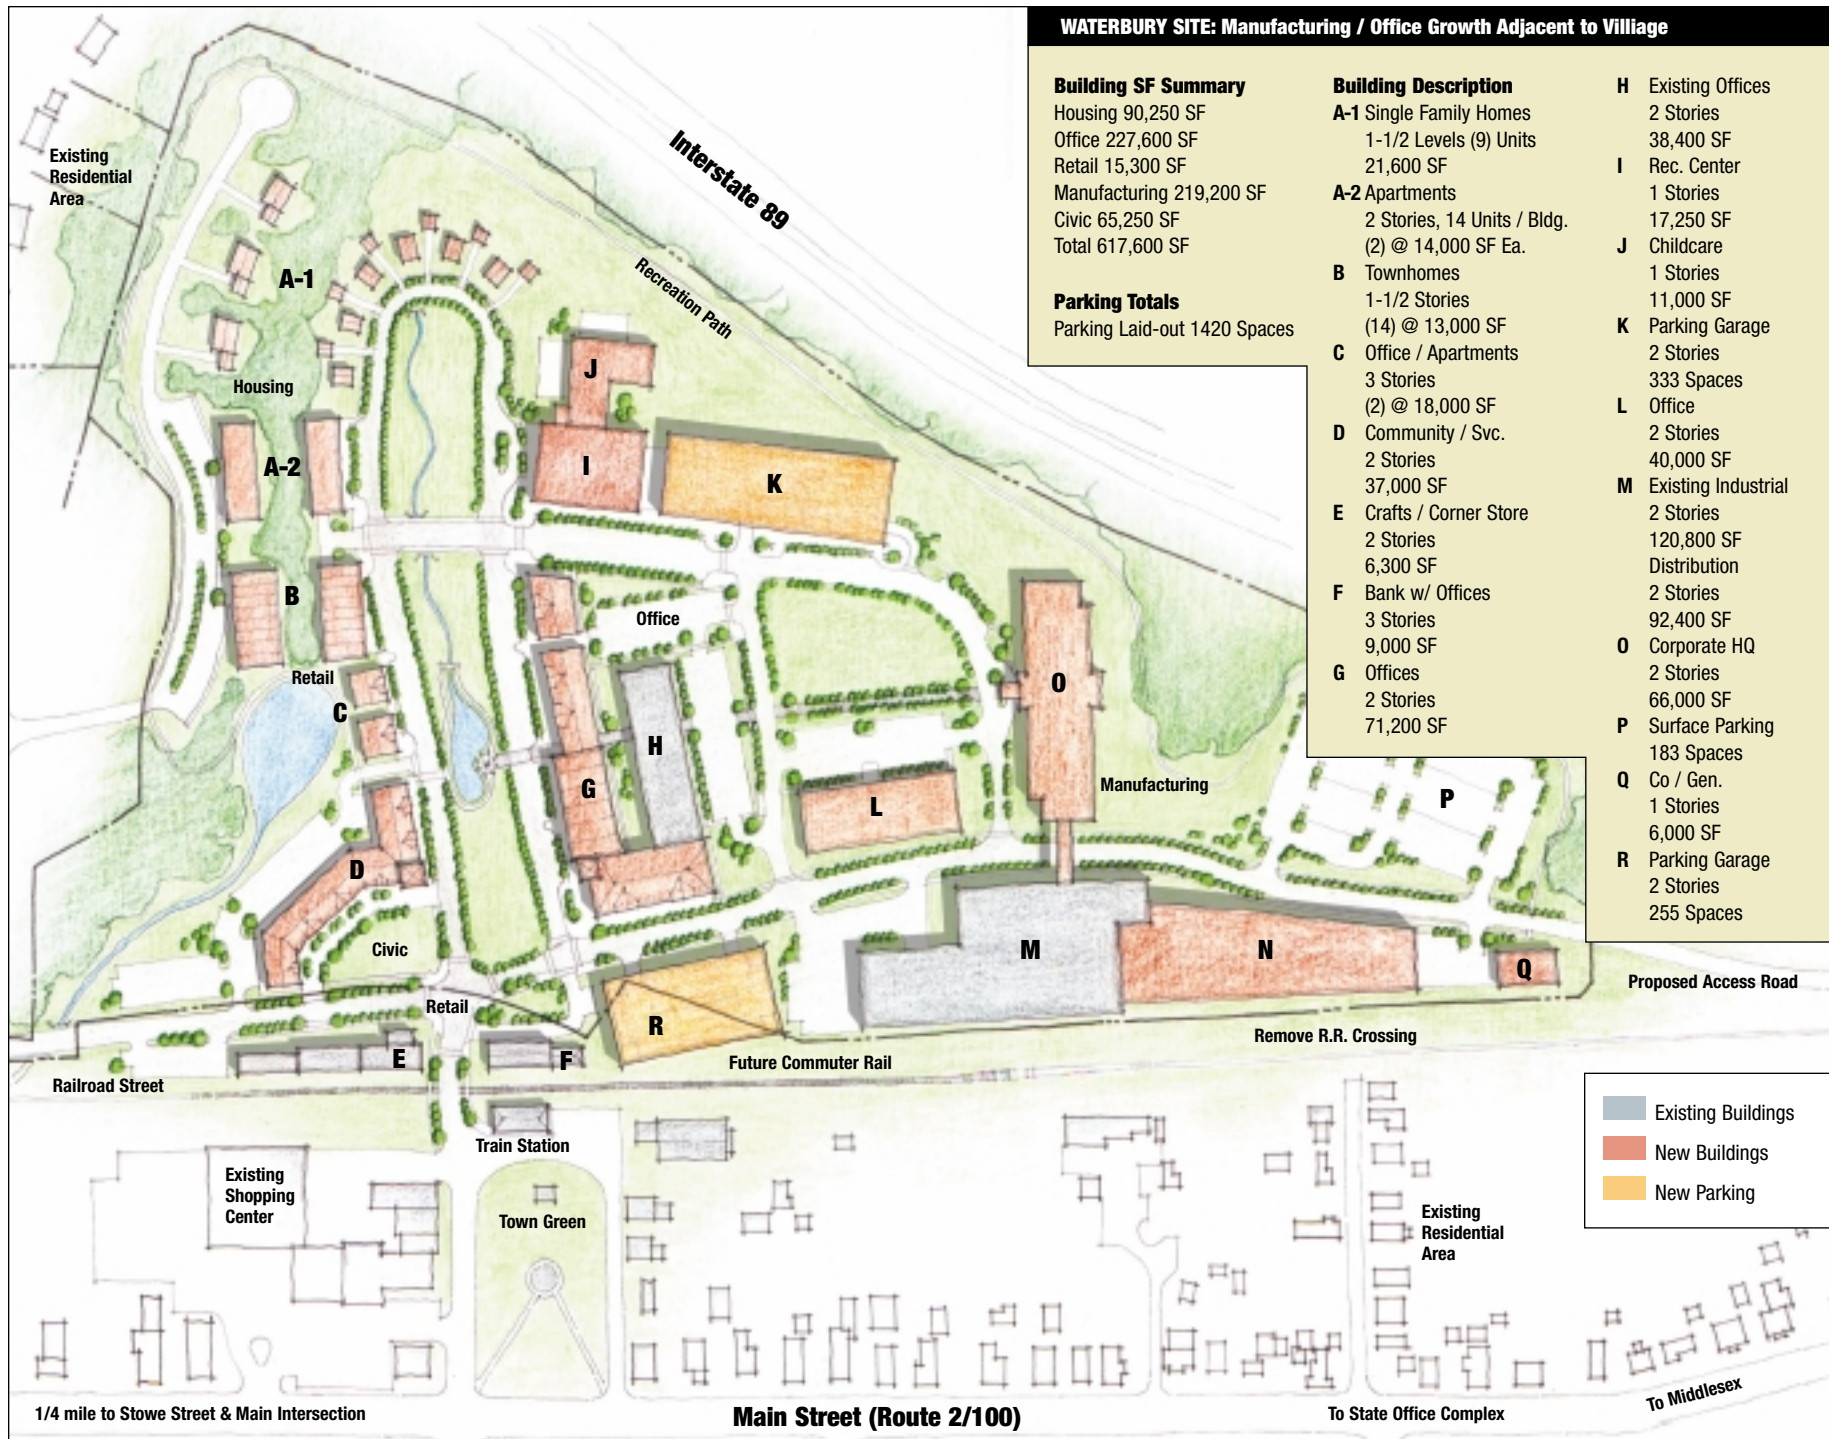 WATERBURY SITE: Manufacturing / Office Growth Adjacent to Villiage
Building SF Summary
Housing 90,250 SF
Office 227,600 SF
Retail 15,300 SF
Manufacturing 219,200 SF
Civic 65,250 SF
Total 617,600 SF
Parking Totals
Parking Laid-out 1420 Spaces
Building Description
A-1 Single Family Homes
1-1/2 Levels (9) Units
21,600 SF
A-2 Apartments
2 Stories, 14 Units / Bldg.
(2) @ 14,000 SF Ea.
B Townhomes
1-1/2 Stories
(14) @ 13,000 SF
C Office / Apartments
3 Stories
(2) @ 18,000 SF
D Community / Svc.
2 Stories
37,000 SF
E Crafts / Corner Store
2 Stories
6,300 SF
F Bank w/ Offices
3 Stories
9,000 SF
G Offices
2 Stories
71,200 SF
H Existing Offices
2 Stories
38,400 SF
I Rec. Center
1 Stories
17,250 SF
J Childcare
1 Stories
11,000 SF
K Parking Garage
2 Stories
333 Spaces
L Office
2 Stories
40,000 SF
M Existing Industrial
2 Stories
120,800 SF
Distribution
2 Stories
92,400 SF
O Corporate HQ
2 Stories
66,000 SF
P Surface Parking
183 Spaces
Q Co / Gen.
1 Stories
6,000 SF
R Parking Garage
2 Stories
255 Spaces
Existing
Residential
Area
Interstate 89
Recreation Path
A-1
Housing
J
A-2
I
K
B
Office
Retail
C
O
H
G
Manufacturing
L
P
D
Civic
M
N
Q
Proposed Access Road
Retail
R
Remove R.R. Crossing
E
F
Future Commuter Rail
Railroad Street
Train Station
Existing Buildings
New Buildings
New Parking
Existing
Shopping
Center
Town Green
Existing
Residential
Area
To Middlesex
1/4 mile to Stowe Street & Main Intersection
Main Street (Route 2/100)
To State Office Complex